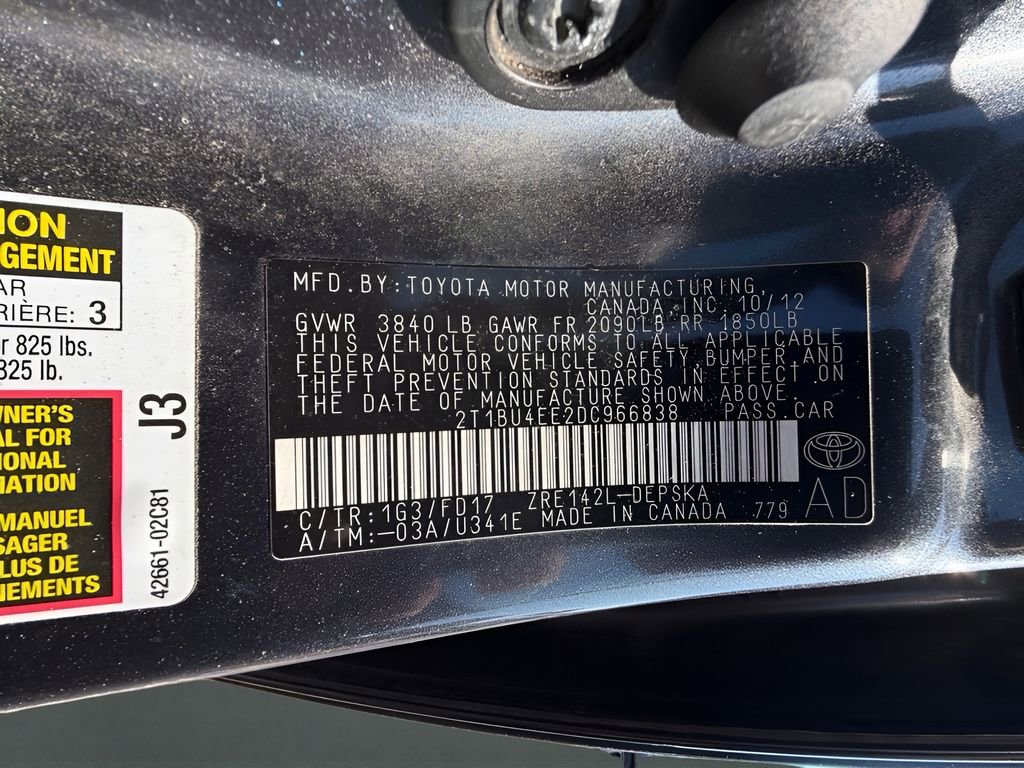 ION
GEMENT
AR
RIÈRE: 3
r 825 lbs.
825 lb.
WNER'S
AL FOR
IONAL
MATION
MANUEL
SAGER
LUS DE
NEMENTS
J3
42661-02C81
MFD.BY:TOYOTA MOTOR MANUFACTURING,
CANADA,INC. 10/12
GVWR 3840 LB GAWR FR 2090LB RR 1850LB
THIS VEHICLE CONFORMS TO ALL APPLICABLE
FEDERAL MOTOR VEHICLE SAFETY BUMPER AND
THEFT PREVENTION STANDARDS IN EFFECT ON
THE DATE OF MANUFACTURE SHOWN ABOVE.
2T1BU4EE2DC966838 PASS.CAR
C/TR:1G3/FD17 ZRE142L-DEPSKA
A/TM:-03A/U341E MADE IN CANADA 779
AD